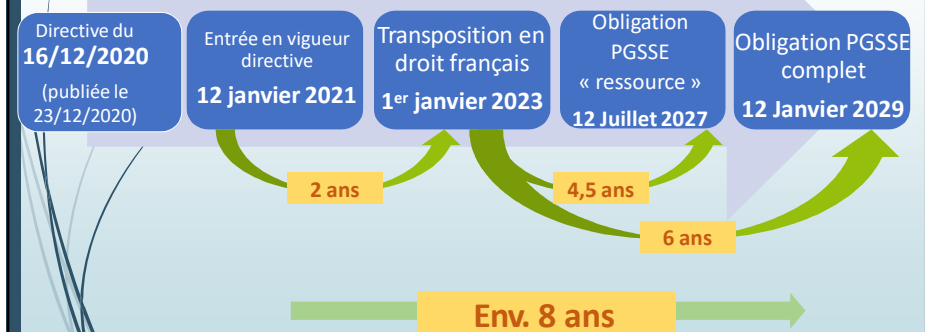 Directive du
16/12/2020
(publiée le
23/12/2020)
Entrée en vigueur
directive
12 janvier 2021
Transposition en
droit français
1er janvier 2023
Obligation
PGSSE
« ressource »
12 Juillet 2027
Obligation PGSSE
complet
12 Janvier 2029
2 ans
4,5 ans
6 ans
Env. 8 ans